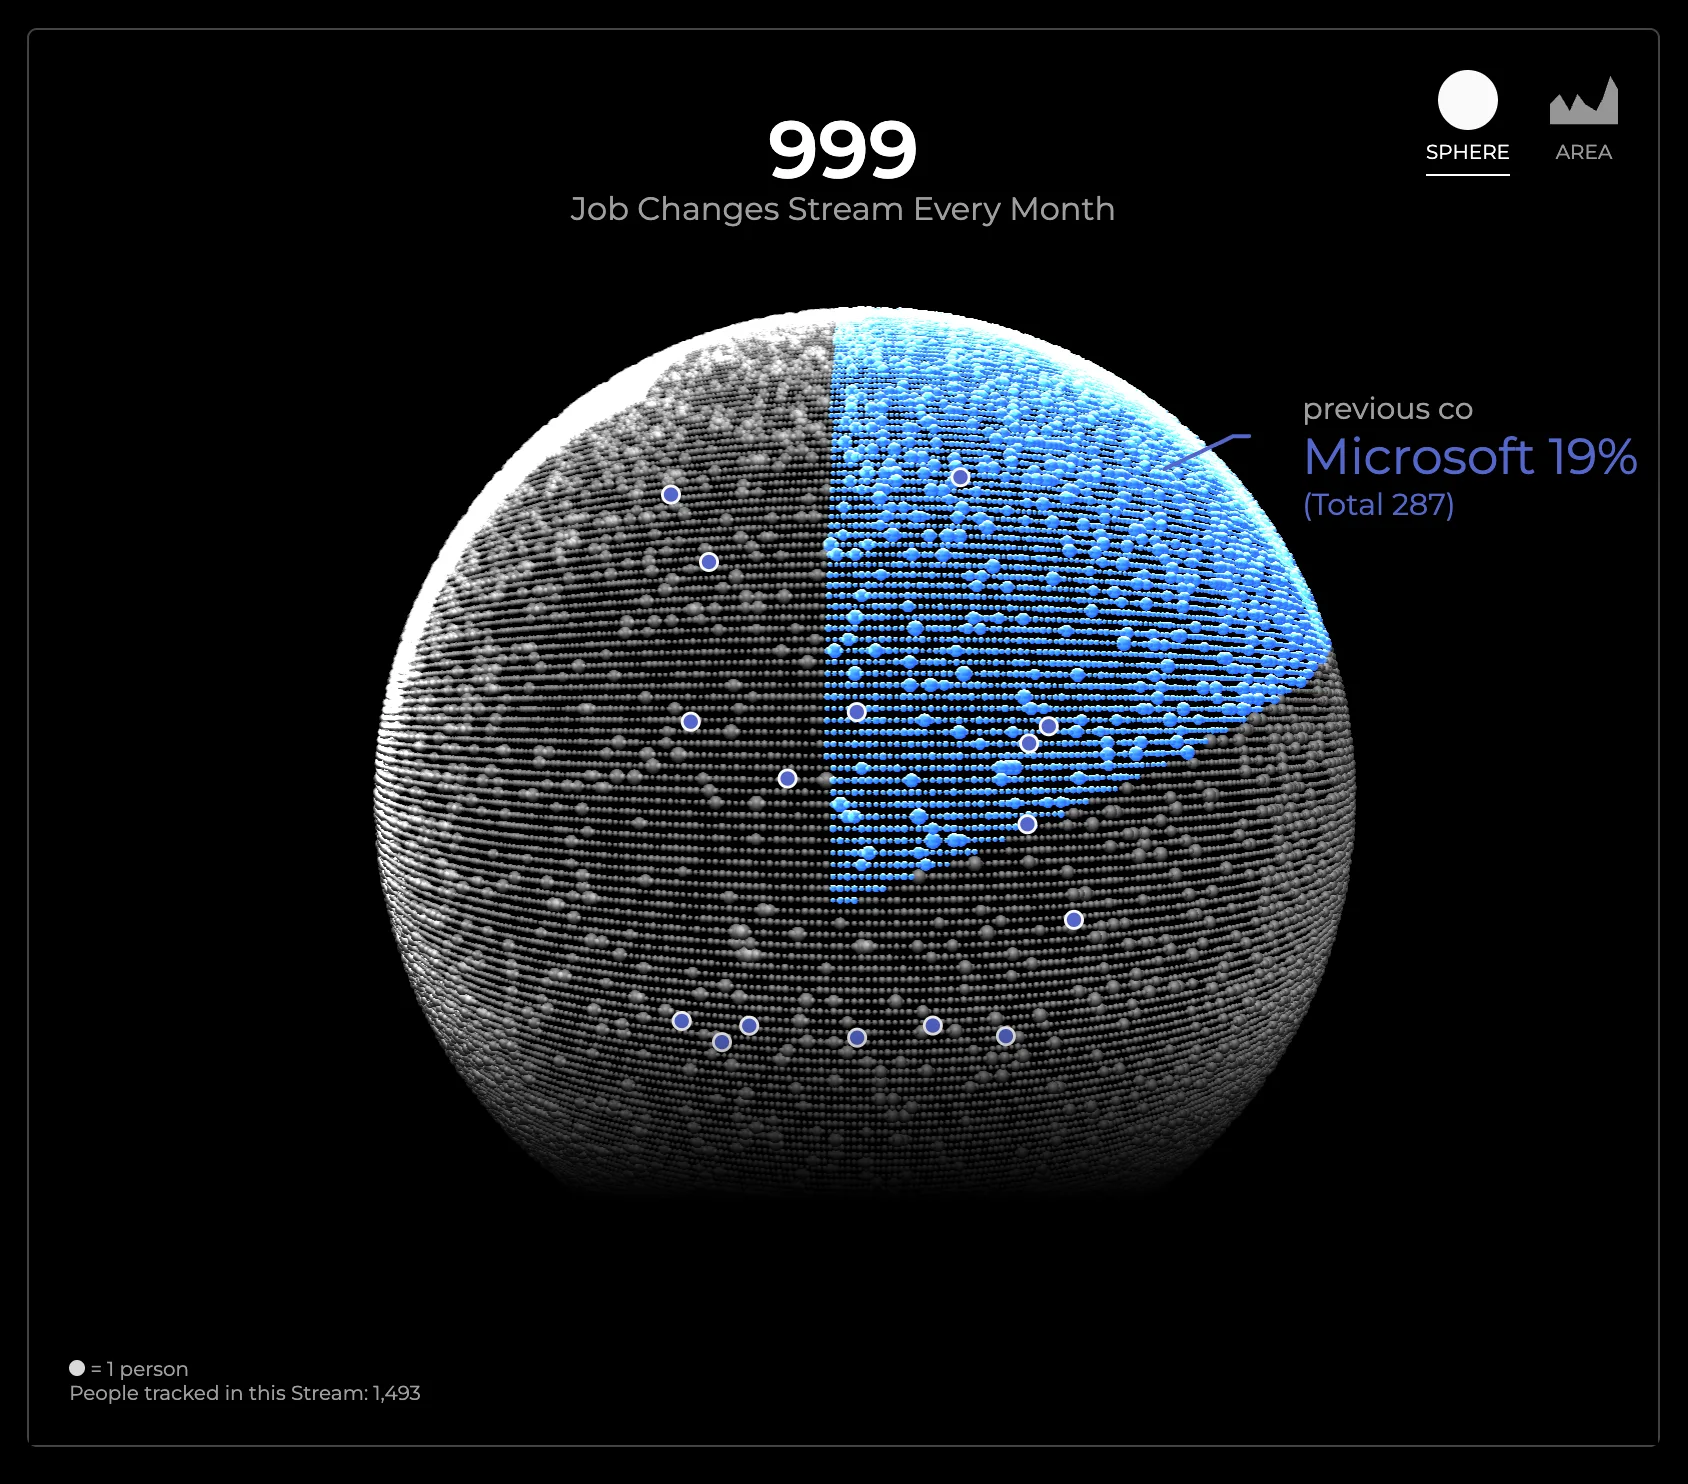 999
Job Changes Stream Every Month
SPHERE
AREA
previous co
Microsoft 19%
(Total 287)
= 1 person
People tracked in this Stream: 1,493